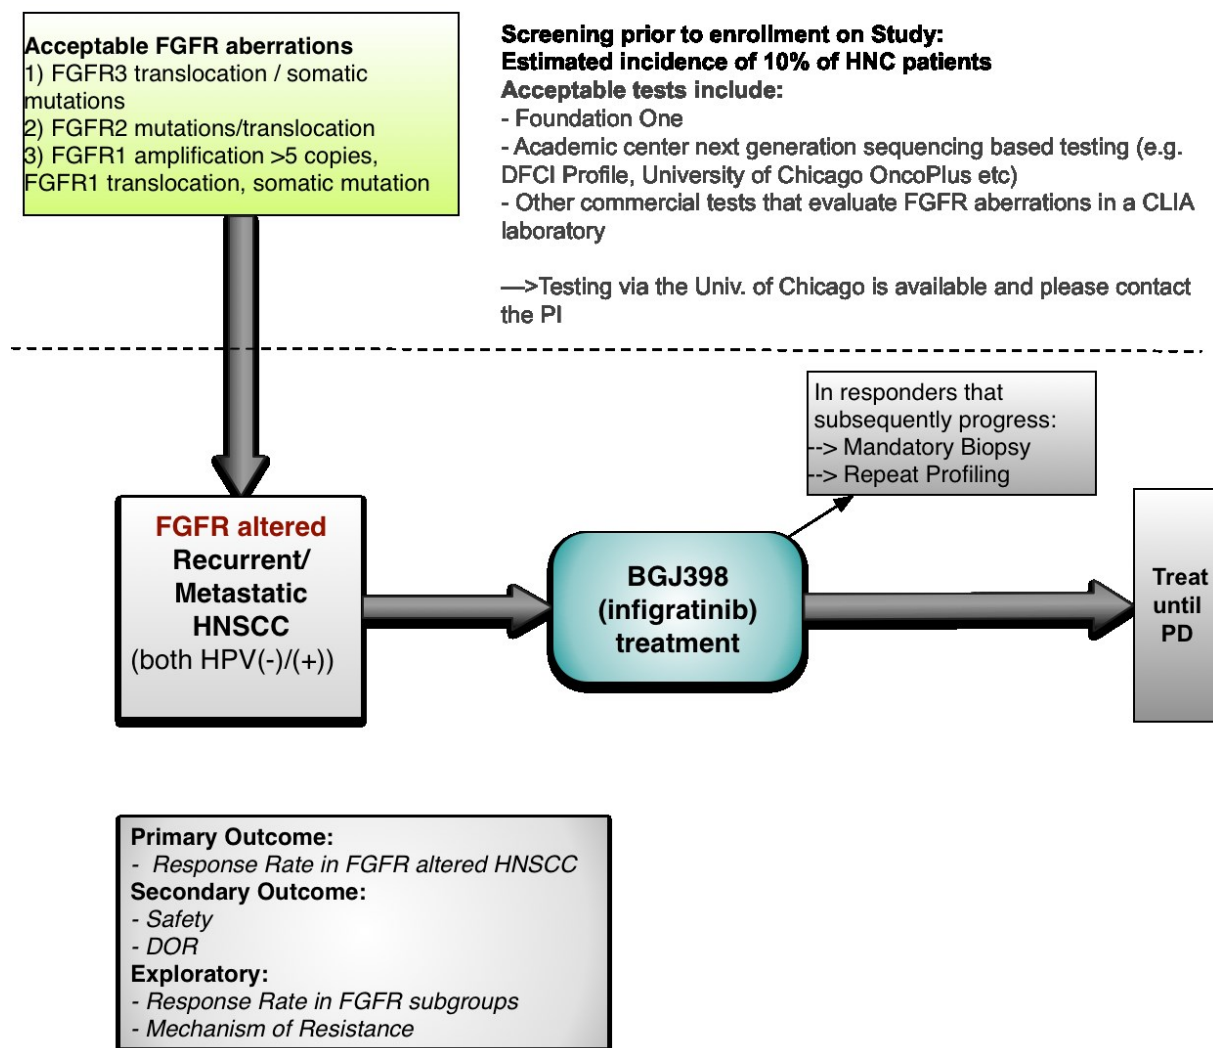 Acceptable FGFR aberrations
1) FGFR3 translocation / somatic
mutations
2) FGFR2 mutations/translocation
3) FGFR1 amplification >5 copies,
FGFR1 translocation, somatic mutation
Screening prior to enrollment on Study:
Estimated incidence of 10% of HNC patients
Acceptable tests include:
- Foundation One
- Academic center next generation sequencing based testing (e.g.
DFCI Profile, University of Chicago OncoPlus etc)
- Other commercial tests that evaluate FGFR aberrations in a CLIA
laboratory
—>Testing via the Univ. of Chicago is available and please contact
the PI
In responders that
subsequently progress:
--> Mandatory Biopsy
--> Repeat Profiling
FGFR altered
Recurrent/
Metastatic
HNSCC
(both HPV(-)/(+))
BGJ398
(infigratinib)
treatment
Treat
until
PD
Primary Outcome:
- Response Rate in FGFR altered HNSCC
Secondary Outcome:
- Safety
- DOR
Exploratory:
- Response Rate in FGFR subgroups
- Mechanism of Resistance